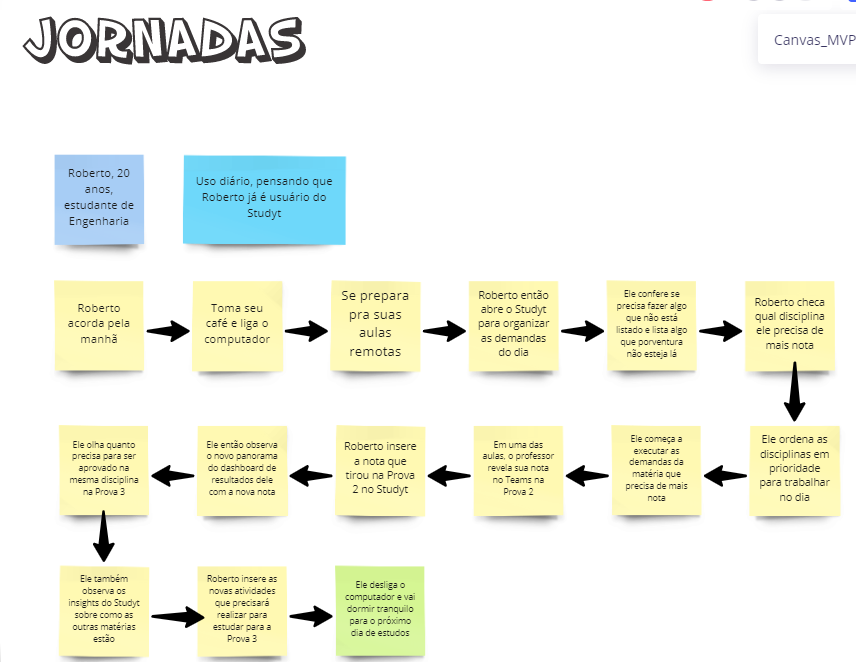 JORNADAS
Canvas_MVP
Roberto, 20
anos,
estudante de
Engenharia
Uso diário, pensando que
Roberto já é usuário do
Studyt
Roberto
acorda pela
manhã
Toma seu
café e liga o
computador
Se prepara
pra suas
aulas
remotas
Roberto então
abre o Studyt
para organizar
as demandas
do dia
Ele confere se
precisa fazer algo
que não está
listado e lista algo
que porventura
não esteja lá
Roberto checa
qual disciplina
ele precisa de
mais nota
Ele ordena as
disciplinas em
prioridade
para trabalhar
no dia
Ele começa a
executar as
demandas da
matéria que
precisa de mais
nota
Em uma das
aulas, o professor
revela sua nota
no Teams na
Prova 2
Roberto insere
a nota que
tirou na Prova
2 no Studyt
Ele então observa
o novo panorama
do dashboard de
resultados dele
com a nova nota
Ele olha quanto
precisa para ser
aprovado na
mesma disciplina
na Prova 3
Ele também
observa os
insights do Studyt
sobre como as
outras matérias
estão
Roberto insere as
novas atividades
que precisará
realizar para
estudar para a
Prova 3
Ele desliga o
computador e vai
dormir tranquilo
para o próximo
dia de estudos